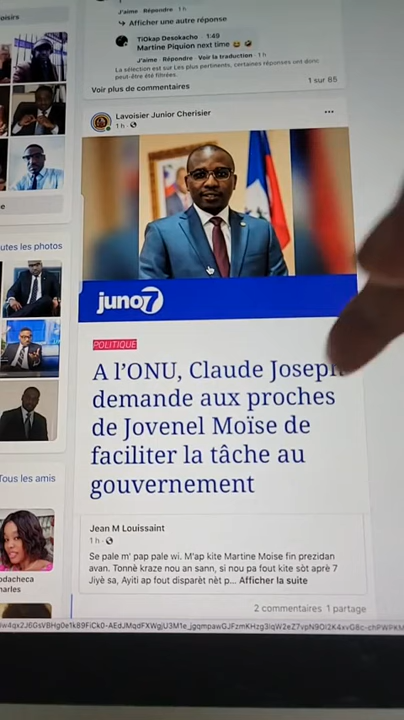 oisirs
J'aime · Répondre · 1 h
Afficher une autre réponse
TiOkap Desokacho · 1:49
Martine Piquion next time
J'aime · Répondre · Voir la traduction · 1 h
La sélection est sur Les plus pertinents, certaines réponses ont donc
peut-être été filtrées.
Voir plus de commentaires
1 sur 65
Lavoisier Junior Cherisier
1 h ·
utes les photos
juno7
POLITIQUE
A l'ONU, Claude Joseph
demande aux proches
de Jovenel Moïse de
faciliter la tâche au
gouvernement
Tous les amis
Jean M Louissaint
1 h ·
Se pale m' pap pale wi. M'ap kite Martine Moise fin prezidan
avan. Tonnè kraze nou an sann, si nou pa fout kite sòt aprè 7
Jiyè sa, Ayiti ap fout disparèt nèt p... Afficher la suite
odacheca
harles
2 commentaires 1 partage